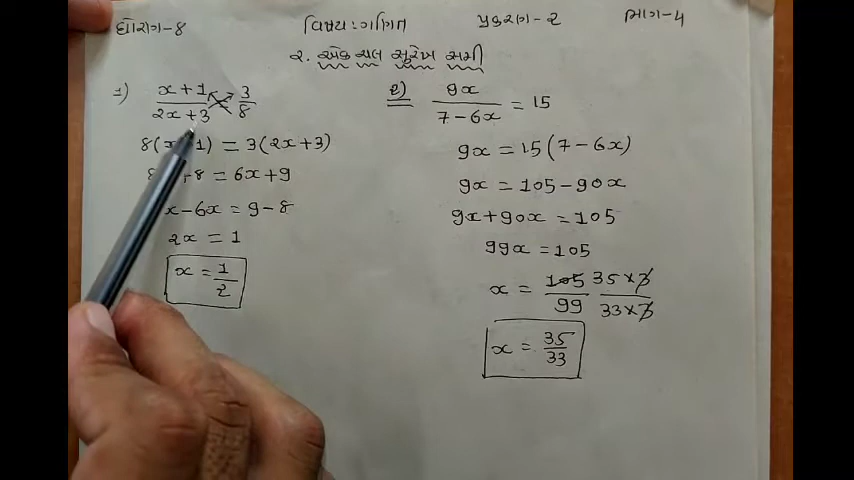 ધોરણ-8 વિષય:ગણિત પ્રકરણ-૨ ભાગ-4
૨. એક ચલ સુરેખ સમી
1) x+1/2x+3 = 3/8
8(x 1) = 3(2x+3)
8 +8 = 6x+9
x-6x = 9-8
2x = 1
x = 1/2
2) 9x/7-6x = 15
9x = 15(7-6x)
9x = 105-90x
9x+90x = 105
99x = 105
x = 105/99 35×3/33×3
x = 35/33